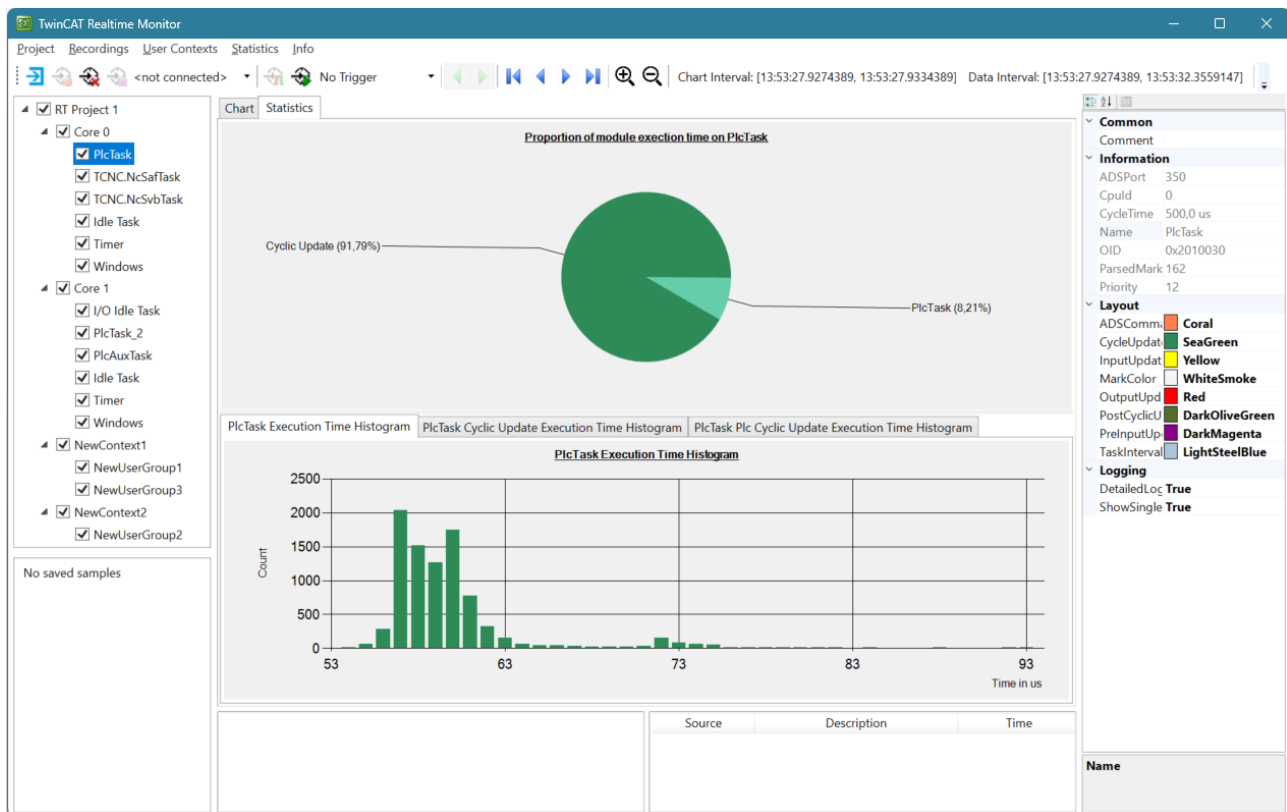 TwinCAT Realtime Monitor
Project Recordings User Contexts Statistics Info
<not connected> No Trigger Chart Interval: [13:53:27.9274389, 13:53:27.9334389] Data Interval: [13:53:27.9274389, 13:53:32.3559147]
RT Project 1
Core 0
PlcTask
TCNC.NcSafTask
TCNC.NcSvbTask
Idle Task
Timer
Windows
Core 1
I/O Idle Task
PlcTask_2
PlcAuxTask
Idle Task
Timer
Windows
NewContext1
NewUserGroup1
NewUserGroup3
NewContext2
NewUserGroup2
No saved samples
Chart Statistics
Proportion of module exection time on PlcTask
Cyclic Update (91,79%)
PlcTask (8,21%)
PlcTask Execution Time Histogram PlcTask Cyclic Update Execution Time Histogram PlcTask Plc Cyclic Update Execution Time Histogram
PlcTask Execution Time Histogram
Count
2500
2000
1500
1000
500
0
53 63 73 83 93
Time in us
Source Description Time
Common
Comment
Information
ADSPort 350
CpuId 0
CycleTime 500,0 us
Name PlcTask
OID 0x2010030
ParsedMark 162
Priority 12
Layout
ADSComma Coral
CycleUpdat SeaGreen
InputUpdat Yellow
MarkColor WhiteSmoke
OutputUpd Red
PostCyclicU DarkOliveGreen
PreInputUp DarkMagenta
TaskInterval LightSteelBlue
Logging
DetailedLog True
ShowSingle True
Name